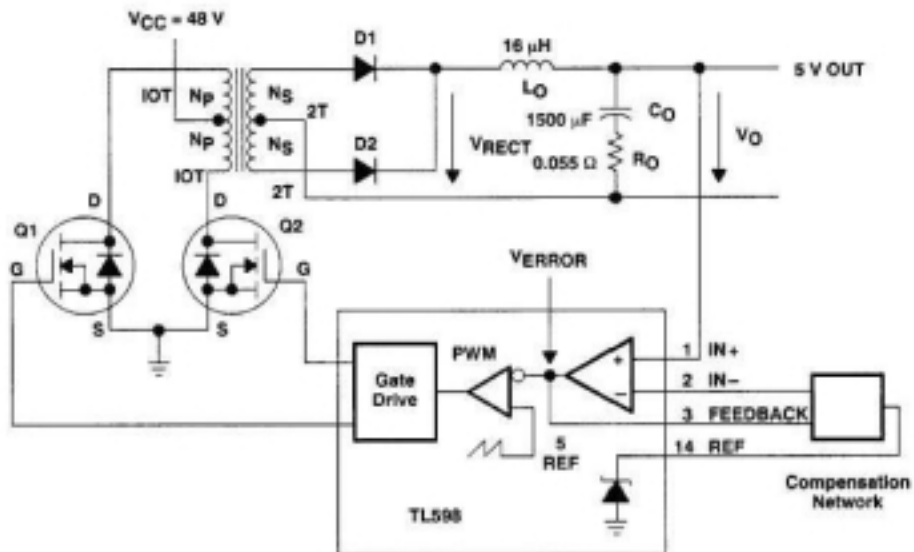 VCC = 48 V
D1
16 µH
5 V OUT
LO
IOT
NP
NS
2T
CO
1500 µF
VRECT
VO
NP
NS
D2
0.055 Ω
RO
IOT
2T
D
D
Q1
Q2
G
G
S
S
VERROR
PWM
Gate
Drive
+
−
1 IN+
2 IN−
3 FEEDBACK
5
REF
14 REF
TL598
Compensation
Network